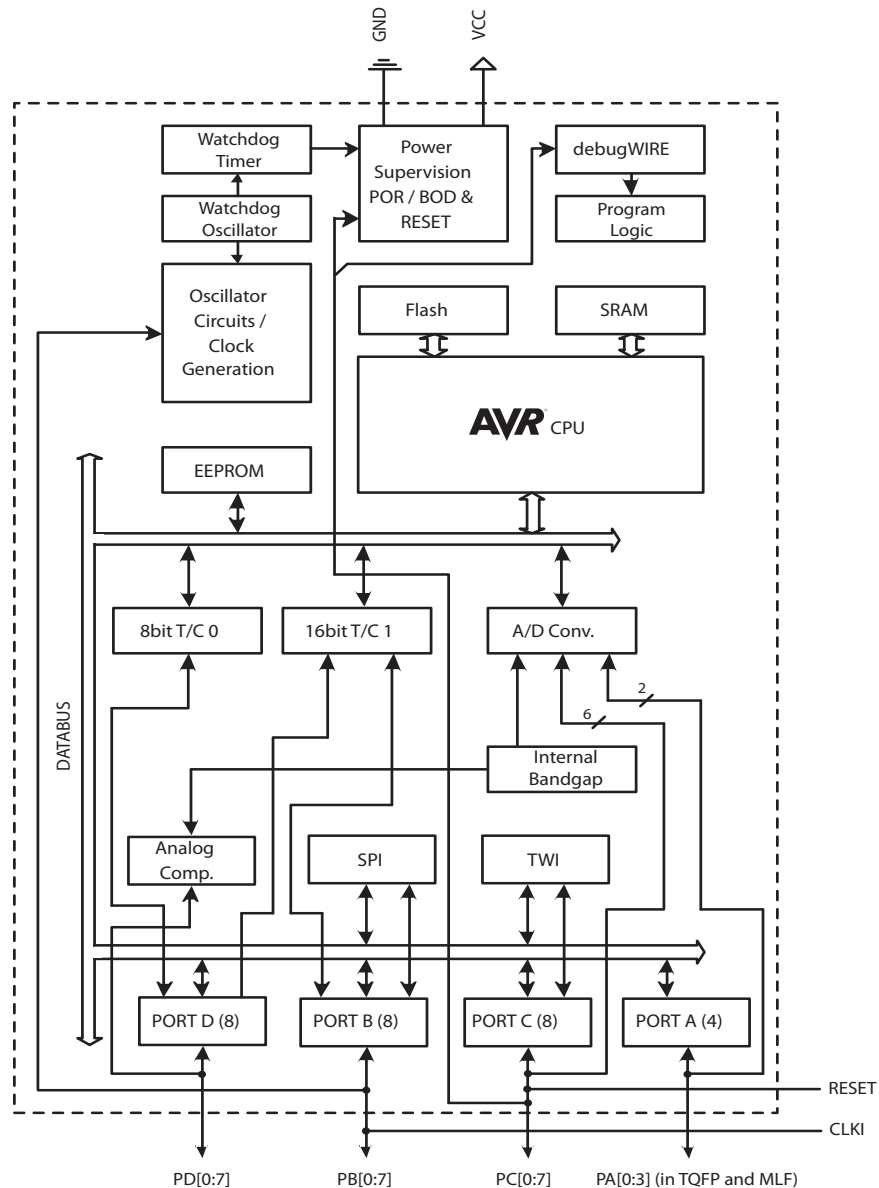 GND
VCC
Watchdog
Timer
Power
Supervision
POR / BOD &
RESET
debugWIRE
Watchdog
Oscillator
Program
Logic
Oscillator
Circuits /
Clock
Generation
Flash
SRAM
AVR CPU
EEPROM
8bit T/C 0
16bit T/C 1
A/D Conv.
2
6
DATABUS
Internal
Bandgap
Analog
Comp.
SPI
TWI
PORT D (8)
PORT B (8)
PORT C (8)
PORT A (4)
RESET
CLKI
PD[0:7]
PB[0:7]
PC[0:7]
PA[0:3] (in TQFP and MLF)